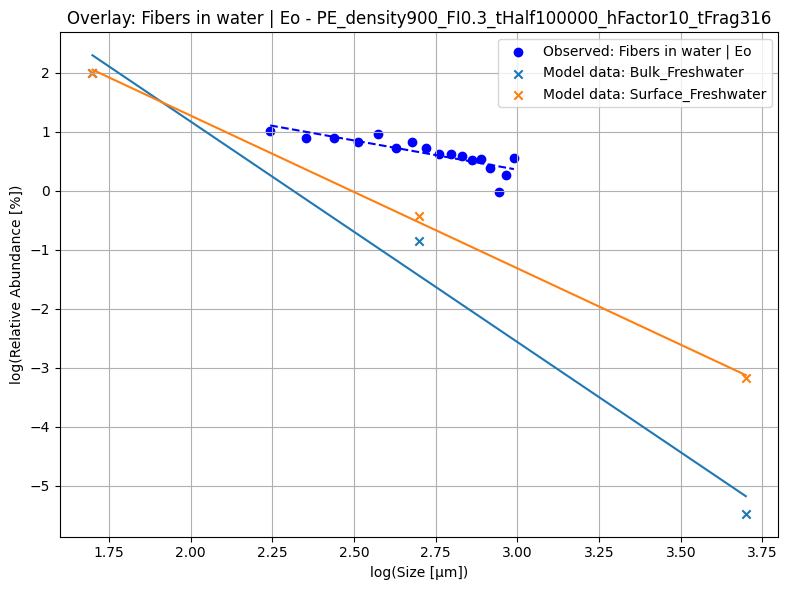 Overlay: Fibers in water | Eo - PE_density900_FI0.3_tHalf100000_hFactor10_tFrag316
Observed: Fibers in water | Eo
Model data: Bulk_Freshwater
Model data: Surface_Freshwater
log(Relative Abundance [%])
2
1
0
−1
−2
−3
−4
−5
1.75 2.00 2.25 2.50 2.75 3.00 3.25 3.50 3.75
log(Size [µm])